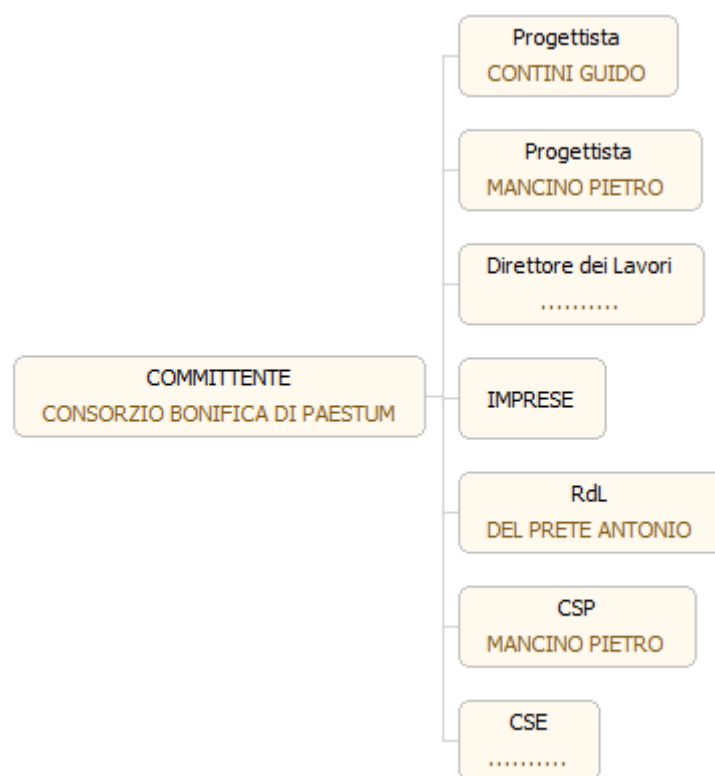 Progettista
CONTINI GUIDO
Progettista
MANCINO PIETRO
Direttore dei Lavori
..........
COMMITTENTE
CONSORZIO BONIFICA DI PAESTUM
IMPRESE
RdL
DEL PRETE ANTONIO
CSP
MANCINO PIETRO
CSE
..........